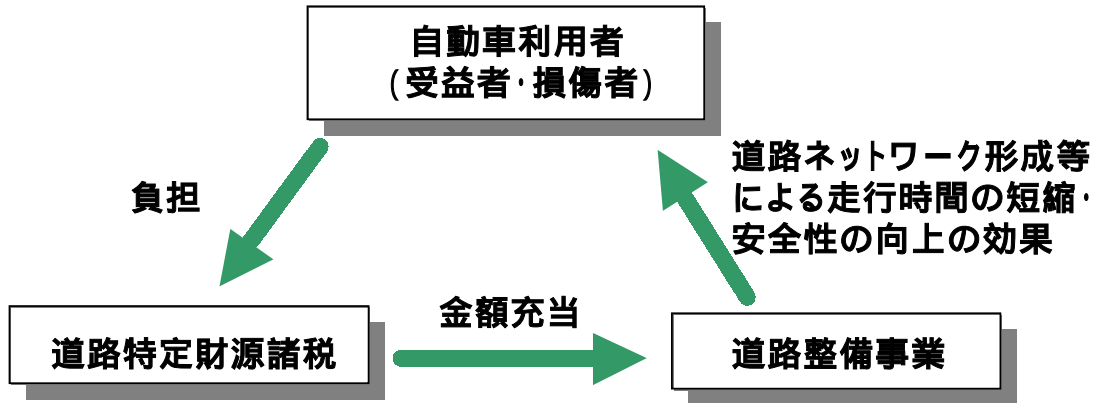 自動車利用者
(受益者･損傷者)
道路ネットワーク形成等
による走行時間の短縮･
安全性の向上の効果
負担
金額充当
道路特定財源諸税
道路整備事業